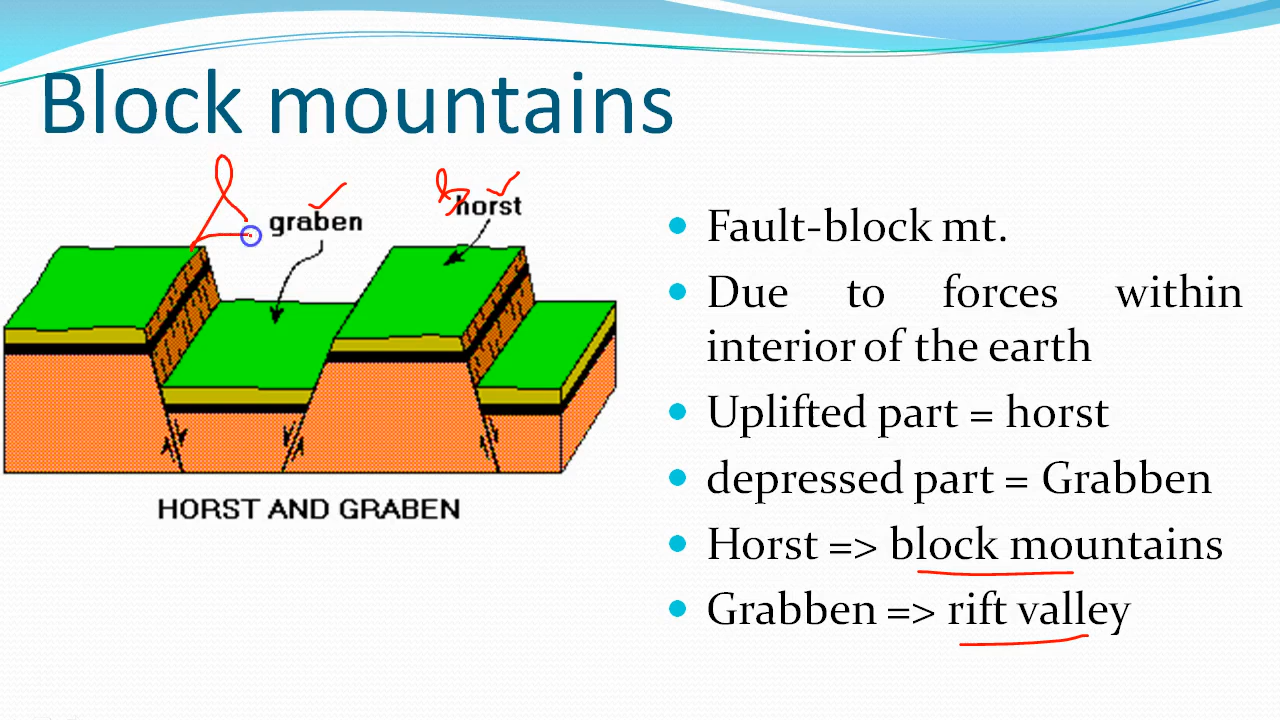 Block mountains
graben
horst
HORST AND GRABEN
Fault-block mt.
Due to forces within
interior of the earth
Uplifted part = horst
depressed part = Grabben
Horst => block mountains
Grabben => rift valley